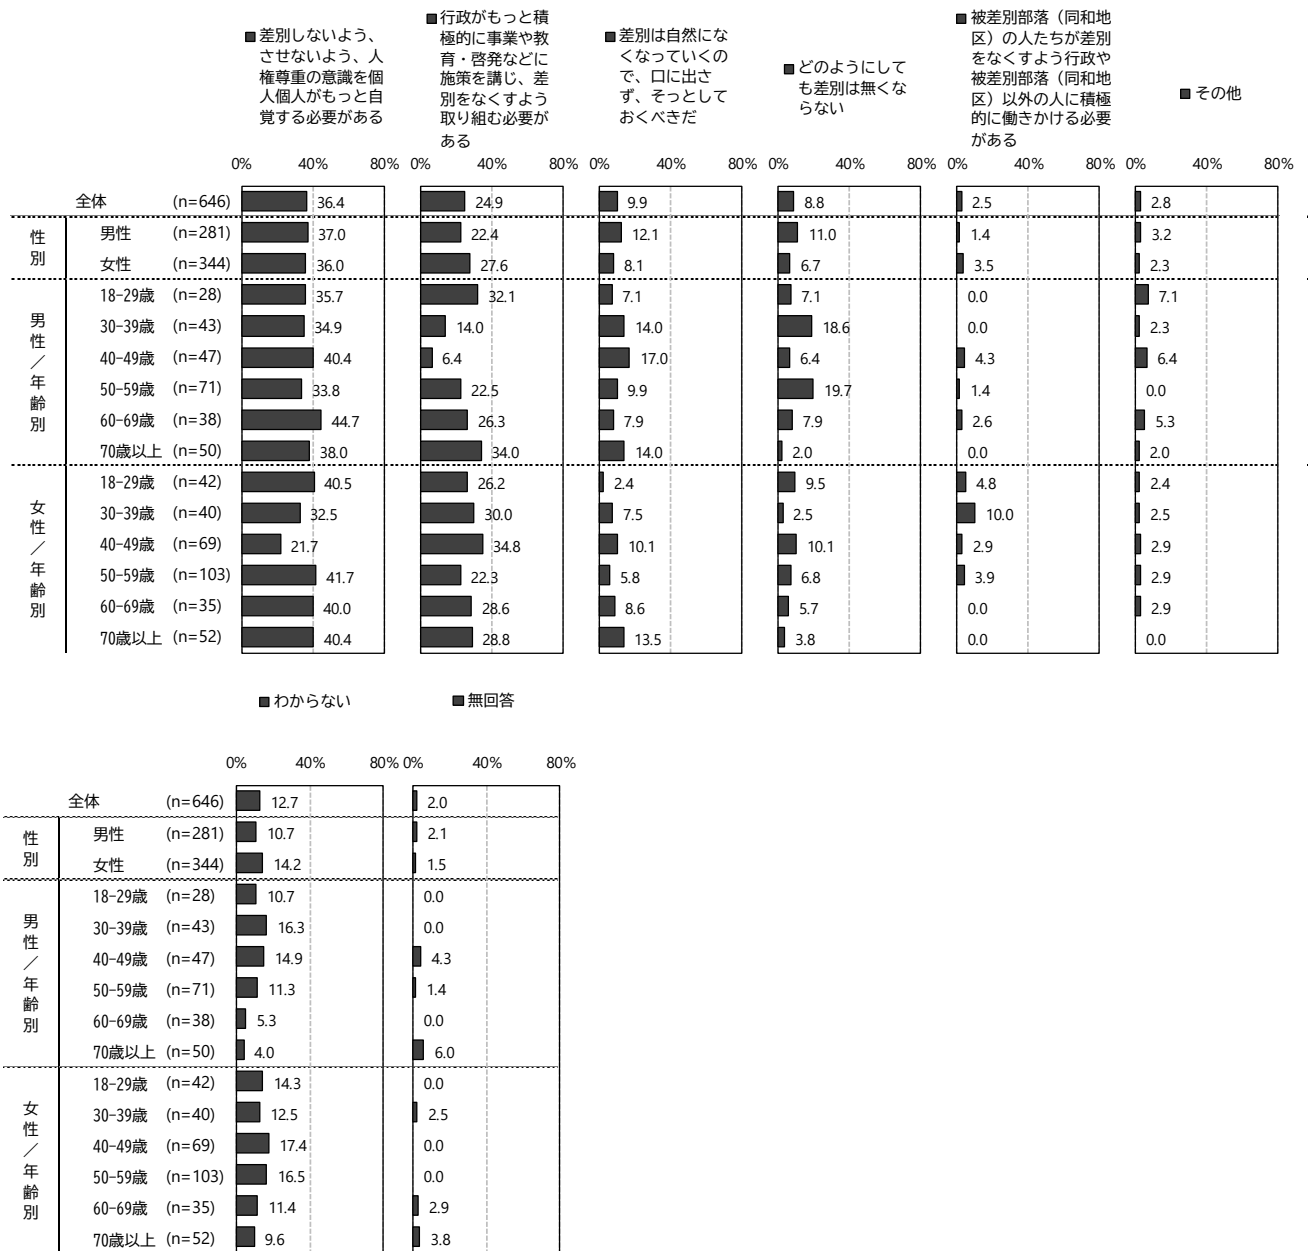 ■差別しないよう、
させないよう、人
権尊重の意識を個
人個人がもっと自
覚する必要がある
■行政がもっと積
極的に事業や教
育・啓発などに
施策を講じ、差
別をなくすよう
取り組む必要が
ある
■差別は自然にな
くなっていくの
で、口に出さ
ず、そっとして
おくべきだ
■どのようにして
も差別は無くな
らない
■被差別部落（同和地
区）の人たちが差別
をなくすよう行政や
被差別部落（同和地
区）以外の人に積極
的に働きかける必要
がある
■その他
0% 40% 80% 0% 40% 80% 0% 40% 80% 0% 40% 80% 0% 40% 80% 0% 40% 80%
全体 (n=646) 36.4 24.9 9.9 8.8 2.5 2.8
性別
男性 (n=281) 37.0 22.4 12.1 11.0 1.4 3.2
女性 (n=344) 36.0 27.6 8.1 6.7 3.5 2.3
男性／年齢別
18-29歳 (n=28) 35.7 32.1 7.1 7.1 0.0 7.1
30-39歳 (n=43) 34.9 14.0 14.0 18.6 0.0 2.3
40-49歳 (n=47) 40.4 6.4 17.0 6.4 4.3 6.4
50-59歳 (n=71) 33.8 22.5 9.9 19.7 1.4 0.0
60-69歳 (n=38) 44.7 26.3 7.9 7.9 2.6 5.3
70歳以上 (n=50) 38.0 34.0 14.0 2.0 0.0 2.0
女性／年齢別
18-29歳 (n=42) 40.5 26.2 2.4 9.5 4.8 2.4
30-39歳 (n=40) 32.5 30.0 7.5 2.5 10.0 2.5
40-49歳 (n=69) 21.7 34.8 10.1 10.1 2.9 2.9
50-59歳 (n=103) 41.7 22.3 5.8 6.8 3.9 2.9
60-69歳 (n=35) 40.0 28.6 8.6 5.7 0.0 2.9
70歳以上 (n=52) 40.4 28.8 13.5 3.8 0.0 0.0
■わからない ■無回答
0% 40% 80% 0% 40% 80%
全体 (n=646) 12.7 2.0
性別
男性 (n=281) 10.7 2.1
女性 (n=344) 14.2 1.5
男性／年齢別
18-29歳 (n=28) 10.7 0.0
30-39歳 (n=43) 16.3 0.0
40-49歳 (n=47) 14.9 4.3
50-59歳 (n=71) 11.3 1.4
60-69歳 (n=38) 5.3 0.0
70歳以上 (n=50) 4.0 6.0
女性／年齢別
18-29歳 (n=42) 14.3 0.0
30-39歳 (n=40) 12.5 2.5
40-49歳 (n=69) 17.4 0.0
50-59歳 (n=103) 16.5 0.0
60-69歳 (n=35) 11.4 2.9
70歳以上 (n=52) 9.6 3.8